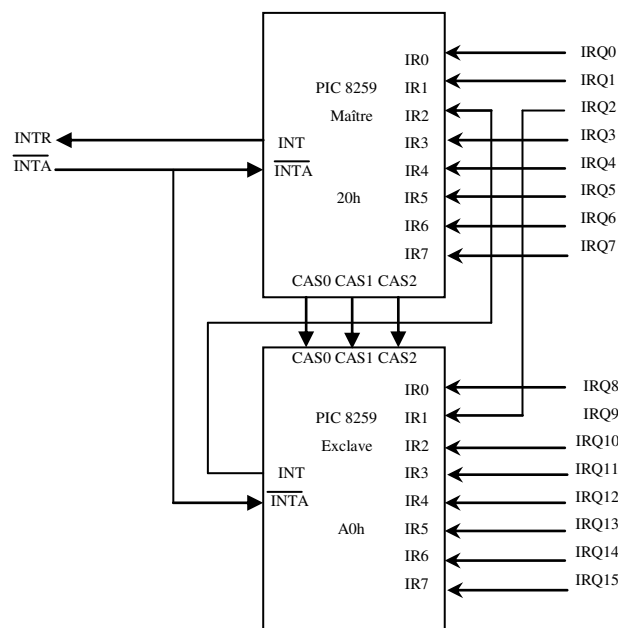 IR0
IRQ0
PIC 8259
IR1
IRQ1
Maître
IR2
IRQ2
INTR
INT
IR3
IRQ3
INTA
INTA
IR4
IRQ4
20h
IR5
IRQ5
IR6
IRQ6
IR7
IRQ7
CAS0 CAS1 CAS2
CAS0 CAS1 CAS2
IR0
IRQ8
PIC 8259
IR1
IRQ9
Exclave
IR2
IRQ10
INT
IR3
IRQ11
INTA
IR4
IRQ12
A0h
IR5
IRQ13
IR6
IRQ14
IR7
IRQ15